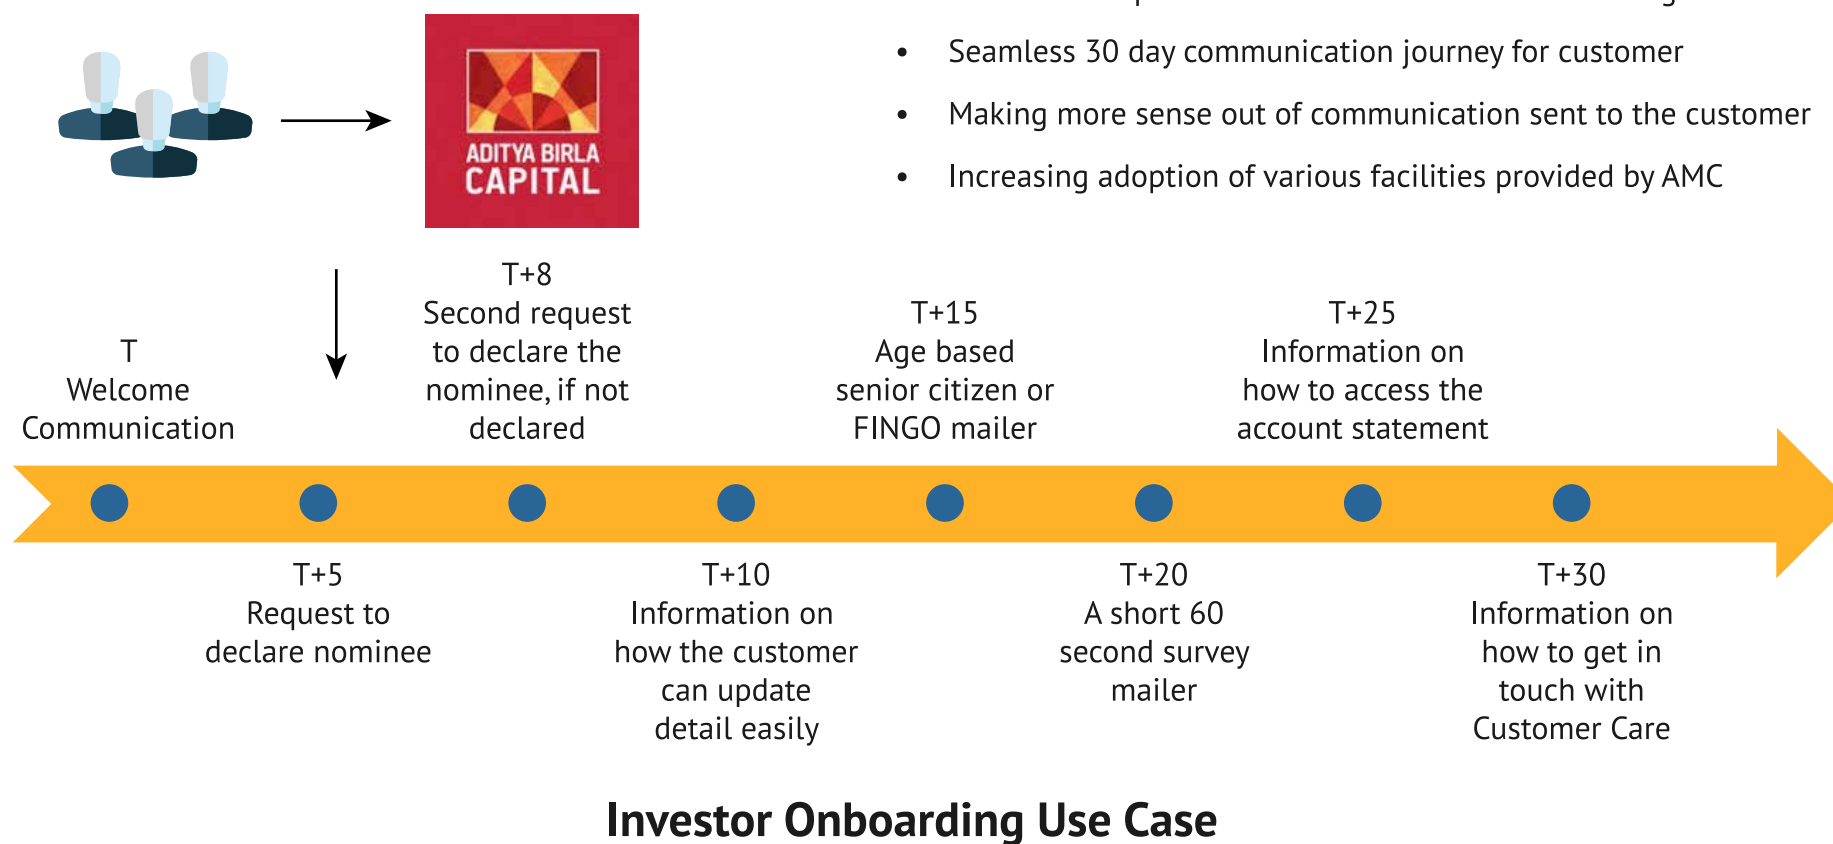 • Seamless 30 day communication journey for customer
• Making more sense out of communication sent to the customer
• Increasing adoption of various facilities provided by AMC
ADITYA BIRLA
CAPITAL
T
Welcome
Communication
T+5
Request to
declare nominee
T+8
Second request
to declare the
nominee, if not
declared
T+10
Information on
how the customer
can update
detail easily
T+15
Age based
senior citizen or
FINGO mailer
T+20
A short 60
second survey
mailer
T+25
Information on
how to access the
account statement
T+30
Information on
how to get in
touch with
Customer Care
Investor Onboarding Use Case